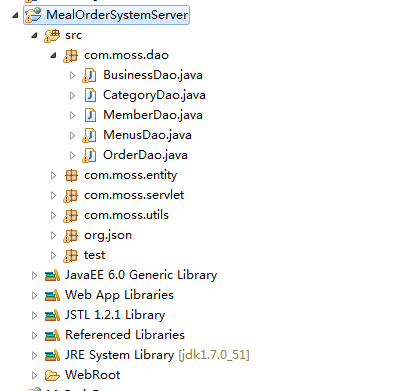 MealOrderSystemServer
src
com.moss.dao
BusinessDao.java
CategoryDao.java
MemberDao.java
MenusDao.java
OrderDao.java
com.moss.entity
com.moss.servlet
com.moss.utils
org.json
test
JavaEE 6.0 Generic Library
Web App Libraries
JSTL 1.2.1 Library
Referenced Libraries
JRE System Library [jdk1.7.0_51]
WebRoot